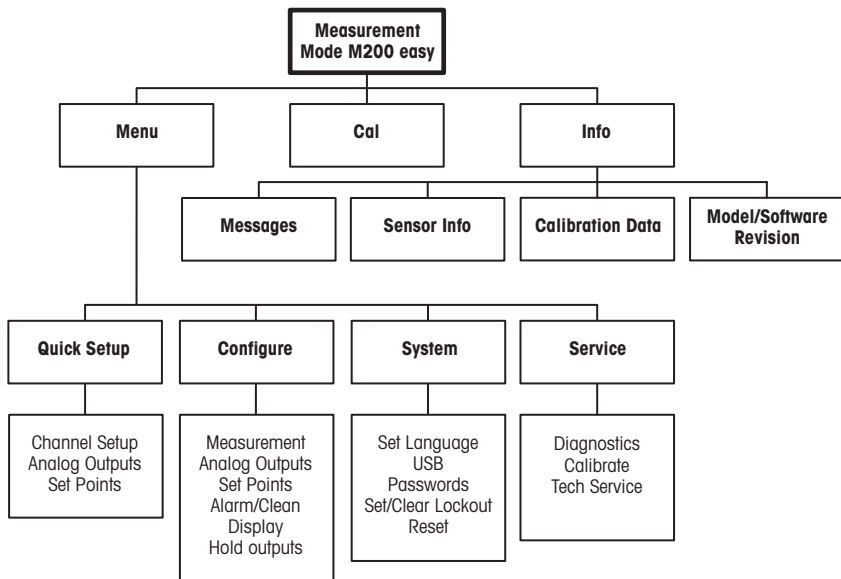 Measurement
Mode M200 easy
Menu
Cal
Info
Messages
Sensor Info
Calibration Data
Model/Software
Revision
Quick Setup
Configure
System
Service
Channel Setup
Analog Outputs
Set Points
Measurement
Analog Outputs
Set Points
Alarm/Clean
Display
Hold outputs
Set Language
USB
Passwords
Set/Clear Lockout
Reset
Diagnostics
Calibrate
Tech Service